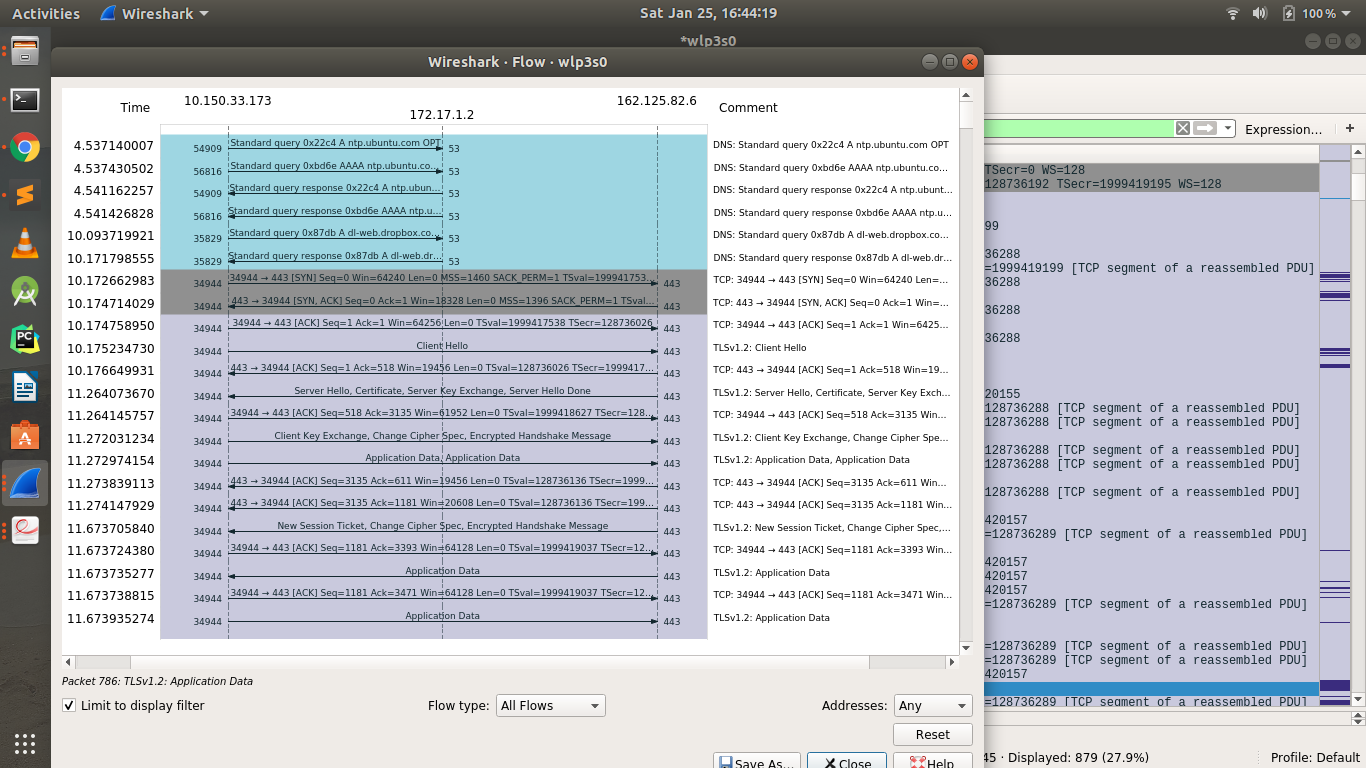 Activities Wireshark Sat Jan 25, 16:44:19 100 %
*wlp3s0
Wireshark · Flow · wlp3s0
Time 10.150.33.173 172.17.1.2 162.125.82.6 Comment
4.537140007 54909 Standard query 0x22c4 A ntp.ubuntu.com OPT 53 DNS: Standard query 0x22c4 A ntp.ubuntu.com OPT
4.537430502 56816 Standard query 0xbd6e AAAA ntp.ubuntu.co... 53 DNS: Standard query 0xbd6e AAAA ntp.ubuntu.co...
4.541162257 54909 Standard query response 0x22c4 A ntp.ubun... 53 DNS: Standard query response 0x22c4 A ntp.ubunt...
4.541426828 56816 Standard query response 0xbd6e AAAA ntp.u... 53 DNS: Standard query response 0xbd6e AAAA ntp.u...
10.093719921 35829 Standard query 0x87db A dl-web.dropbox.co... 53 DNS: Standard query 0x87db A dl-web.dropbox.co...
10.171798555 35829 Standard query response 0x87db A dl-web.dr... 53 DNS: Standard query response 0x87db A dl-web.dr...
10.172662983 34944 34944 → 443 [SYN] Seq=0 Win=64240 Len=0 MSS=1460 SACK_PERM=1 TSval=199941753... 443 TCP: 34944 → 443 [SYN] Seq=0 Win=64240 Len=...
10.174714029 34944 443 → 34944 [SYN, ACK] Seq=0 Ack=1 Win=18328 Len=0 MSS=1396 SACK_PERM=1 TSval... 443 TCP: 443 → 34944 [SYN, ACK] Seq=0 Ack=1 Win=...
10.174758950 34944 34944 → 443 [ACK] Seq=1 Ack=1 Win=64256 Len=0 TSval=1999417538 TSecr=128736026 443 TCP: 34944 → 443 [ACK] Seq=1 Ack=1 Win=6425...
10.175234730 34944 Client Hello 443 TLSv1.2: Client Hello
10.176649931 34944 443 → 34944 [ACK] Seq=1 Ack=518 Win=19456 Len=0 TSval=128736026 TSecr=1999417... 443 TCP: 443 → 34944 [ACK] Seq=1 Ack=518 Win=19...
11.264073670 34944 Server Hello, Certificate, Server Key Exchange, Server Hello Done 443 TLSv1.2: Server Hello, Certificate, Server Key Exch...
11.264145757 34944 34944 → 443 [ACK] Seq=518 Ack=3135 Win=61952 Len=0 TSval=1999418627 TSecr=128... 443 TCP: 34944 → 443 [ACK] Seq=518 Ack=3135 Win...
11.272031234 34944 Client Key Exchange, Change Cipher Spec, Encrypted Handshake Message 443 TLSv1.2: Client Key Exchange, Change Cipher Spe...
11.272974154 34944 Application Data, Application Data 443 TLSv1.2: Application Data, Application Data
11.273839113 34944 443 → 34944 [ACK] Seq=3135 Ack=611 Win=19456 Len=0 TSval=128736136 TSecr=1999... 443 TCP: 443 → 34944 [ACK] Seq=3135 Ack=611 Win...
11.274147929 34944 443 → 34944 [ACK] Seq=3135 Ack=1181 Win=20608 Len=0 TSval=128736136 TSecr=199... 443 TCP: 443 → 34944 [ACK] Seq=3135 Ack=1181 Win...
11.673705840 34944 New Session Ticket, Change Cipher Spec, Encrypted Handshake Message 443 TLSv1.2: New Session Ticket, Change Cipher Spec,...
11.673724380 34944 34944 → 443 [ACK] Seq=1181 Ack=3393 Win=64128 Len=0 TSval=1999419037 TSecr=12... 443 TCP: 34944 → 443 [ACK] Seq=1181 Ack=3393 Win...
11.673735277 34944 Application Data 443 TLSv1.2: Application Data
11.673738815 34944 34944 → 443 [ACK] Seq=1181 Ack=3471 Win=64128 Len=0 TSval=1999419037 TSecr=12... 443 TCP: 34944 → 443 [ACK] Seq=1181 Ack=3471 Win...
11.673935274 34944 Application Data 443 TLSv1.2: Application Data
Packet 786: TLSv1.2: Application Data
Limit to display filter Flow type: All Flows Addresses: Any
Reset
Save As... Close Help
Expression... +
TSecr=0 WS=128
128736192 TSecr=1999419195 WS=128
99
36288
=1999419199 [TCP segment of a reassembled PDU]
36288
36288
36288
20155
128736288 [TCP segment of a reassembled PDU]
128736288 [TCP segment of a reassembled PDU]
128736288 [TCP segment of a reassembled PDU]
128736288 [TCP segment of a reassembled PDU]
128736288 [TCP segment of a reassembled PDU]
420157
=128736289 [TCP segment of a reassembled PDU]
420157
420157
420157
=128736289 [TCP segment of a reassembled PDU]
=128736289 [TCP segment of a reassembled PDU]
=128736289 [TCP segment of a reassembled PDU]
420157
=128736289 [TCP segment of a reassembled PDU]
45 · Displayed: 879 (27.9%) Profile: Default